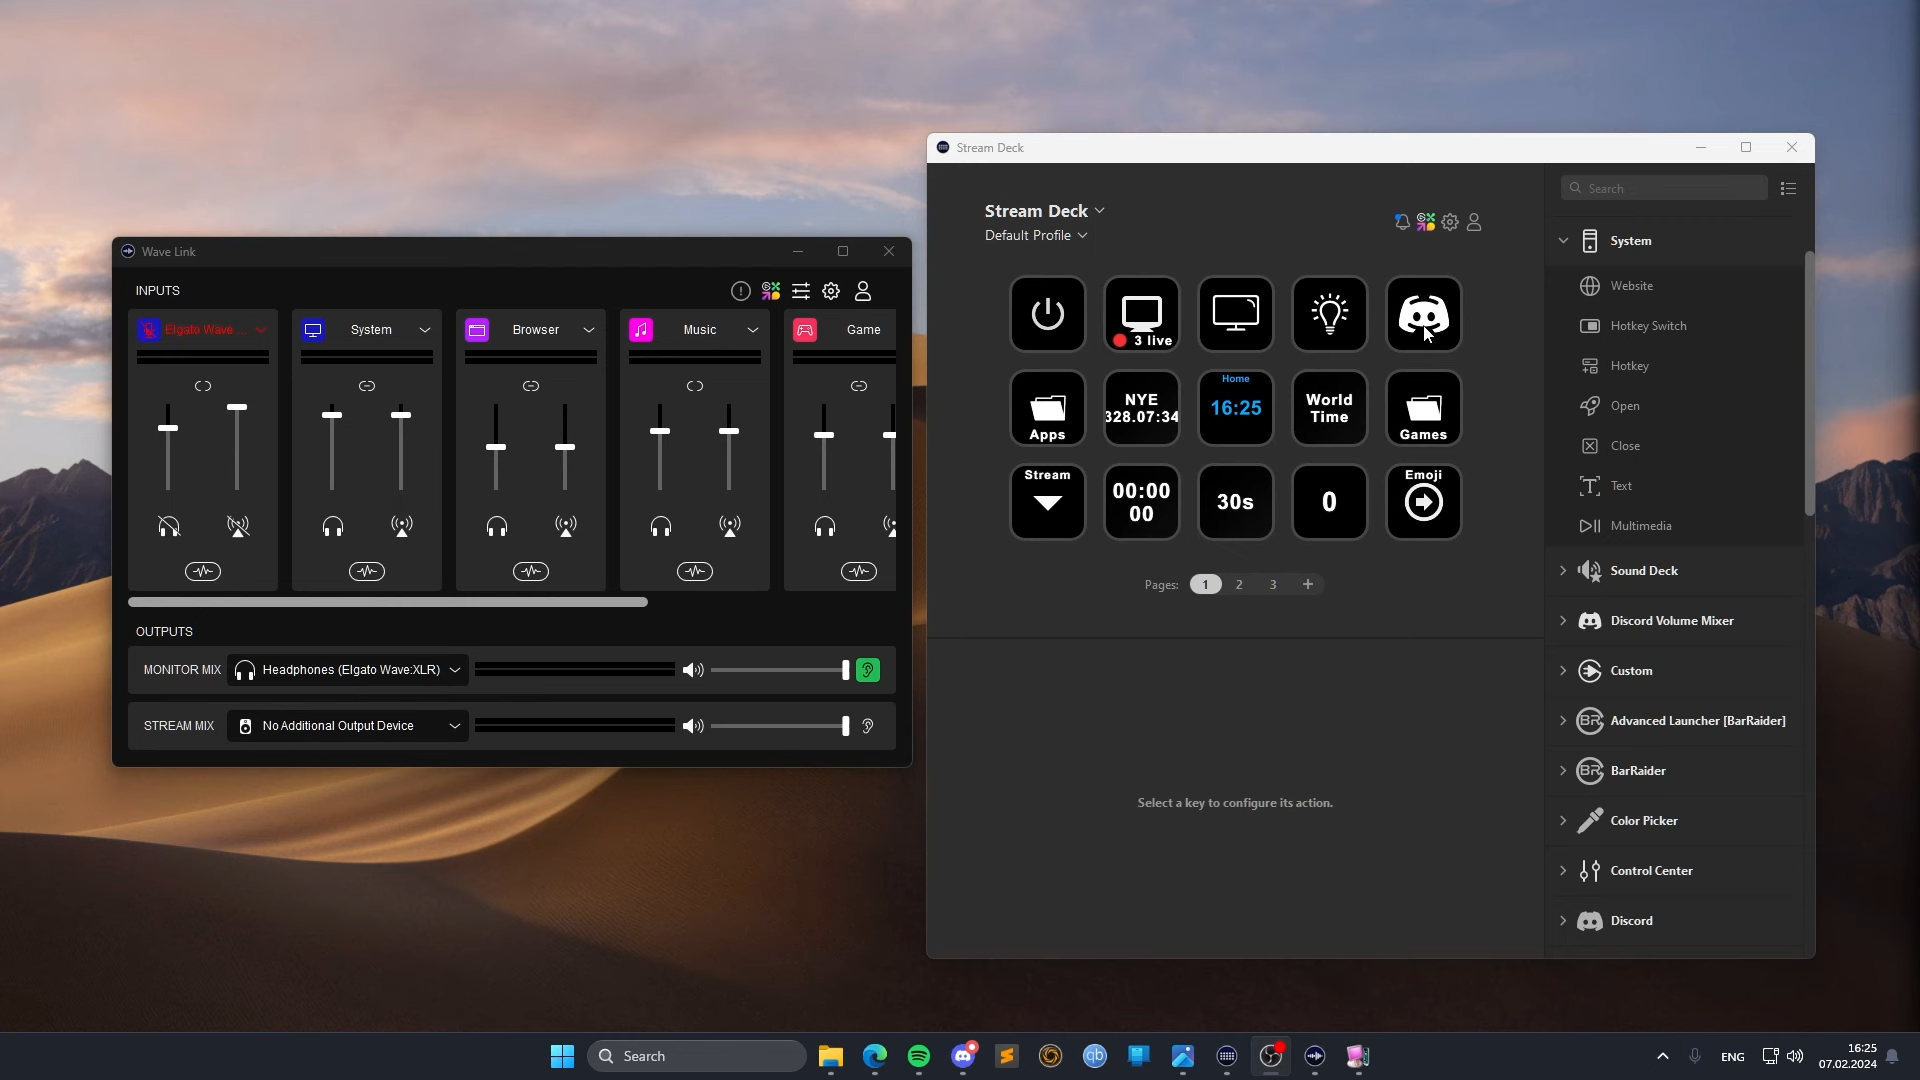 Wave Link
INPUTS
Elgato Wave ...
System
Browser
Music
Game
OUTPUTS
MONITOR MIX
Headphones (Elgato Wave:XLR)
STREAM MIX
No Additional Output Device
Stream Deck
Stream Deck
Default Profile
3 live
Apps
NYE
328.07:34
Home
16:25
World
Time
Games
Stream
00:00
00
30s
0
Emoji
Pages: 1 2 3 +
Select a key to configure its action.
Search
System
Website
Hotkey Switch
Hotkey
Open
Close
Text
Multimedia
Sound Deck
Discord Volume Mixer
Custom
BR Advanced Launcher [BarRaider]
BR BarRaider
Color Picker
Control Center
Discord
Search
qb
ENG
16:25
07.02.2024